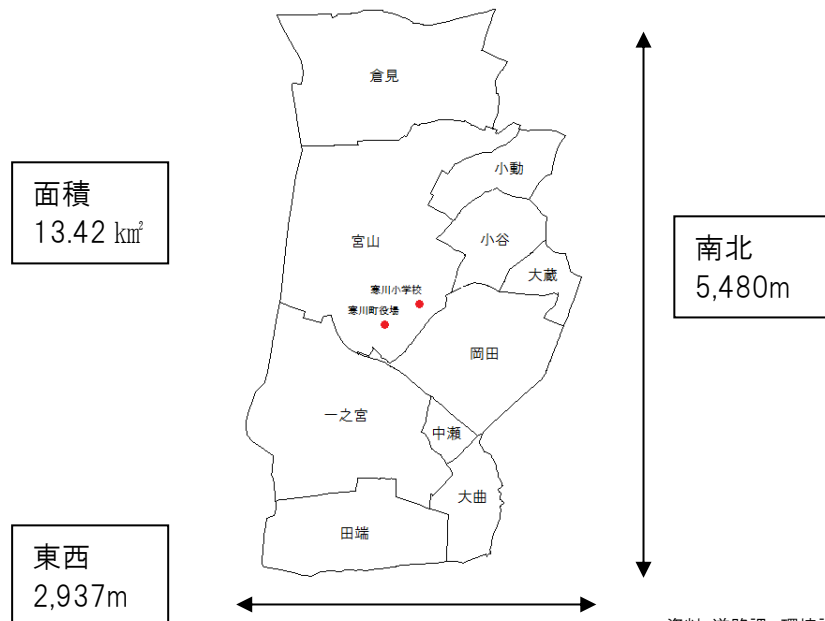 倉見
小動
面積
13.42 ㎢
宮山
小谷
大蔵
南北
5,480m
寒川小学校
寒川町役場
岡田
一之宮
中瀬
大曲
田端
東西
2,937m